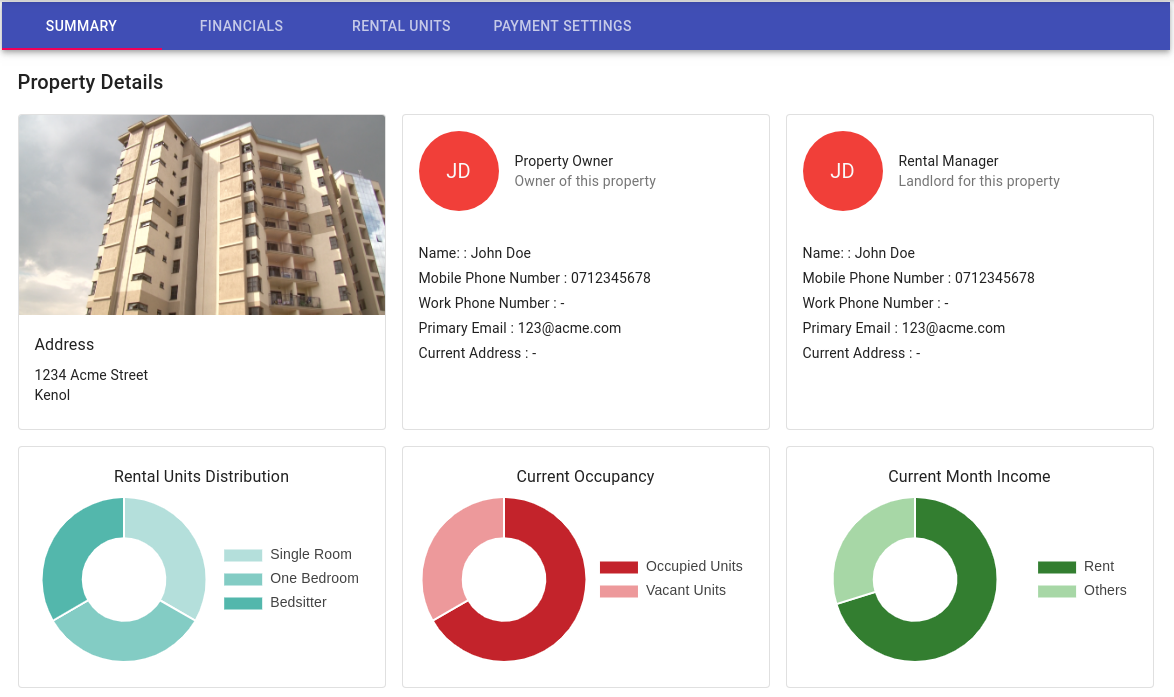 SUMMARY FINANCIALS RENTAL UNITS PAYMENT SETTINGS
Property Details
Address
1234 Acme Street
Kenol
JD
Property Owner
Owner of this property
Name: : John Doe
Mobile Phone Number : 0712345678
Work Phone Number : -
Primary Email : 123@acme.com
Current Address : -
JD
Rental Manager
Landlord for this property
Name: : John Doe
Mobile Phone Number : 0712345678
Work Phone Number : -
Primary Email : 123@acme.com
Current Address : -
Rental Units Distribution
Single Room
One Bedroom
Bedsitter
Current Occupancy
Occupied Units
Vacant Units
Current Month Income
Rent
Others